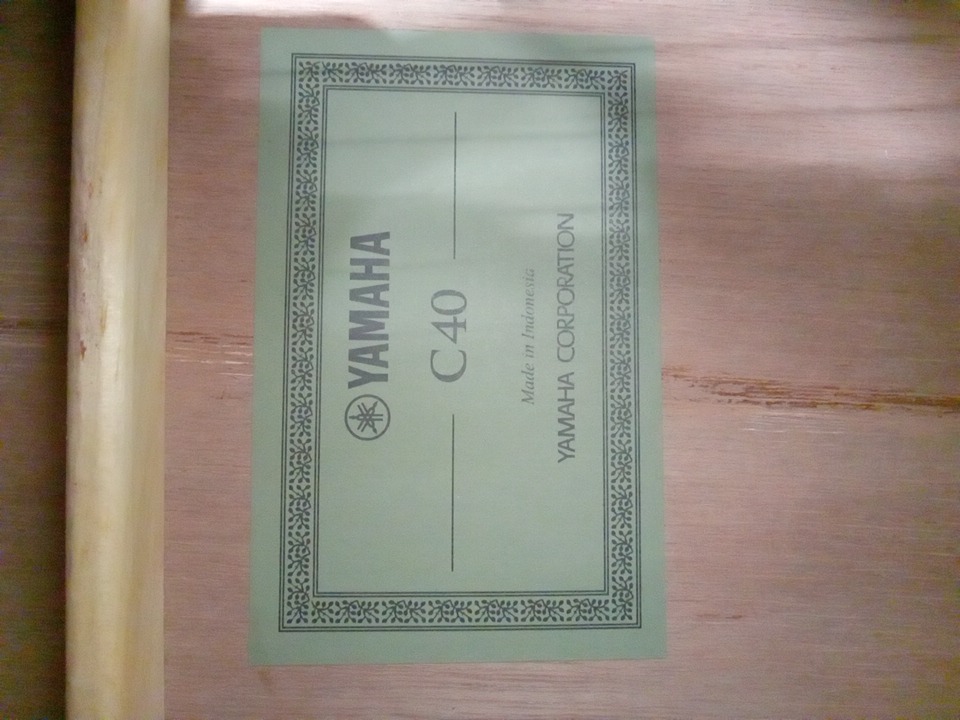 YAMAHA
C40
Made in Indonesia
YAMAHA CORPORATION